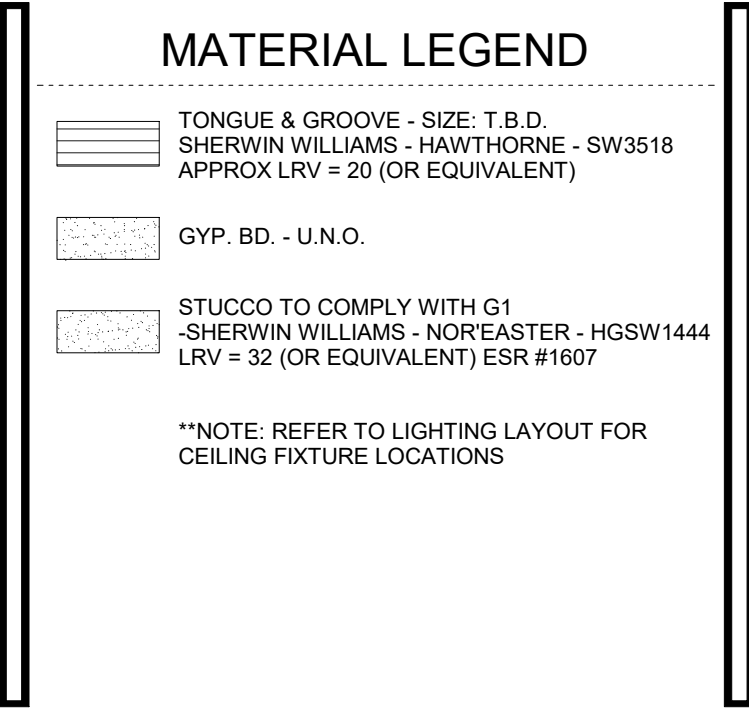 MATERIAL LEGEND
TONGUE & GROOVE - SIZE: T.B.D.
SHERWIN WILLIAMS - HAWTHORNE - SW3518
APPROX LRV = 20 (OR EQUIVALENT)
GYP. BD. - U.N.O.
STUCCO TO COMPLY WITH G1
-SHERWIN WILLIAMS - NOR'EASTER - HGSW1444
LRV = 32 (OR EQUIVALENT) ESR #1607
**NOTE: REFER TO LIGHTING LAYOUT FOR
CEILING FIXTURE LOCATIONS